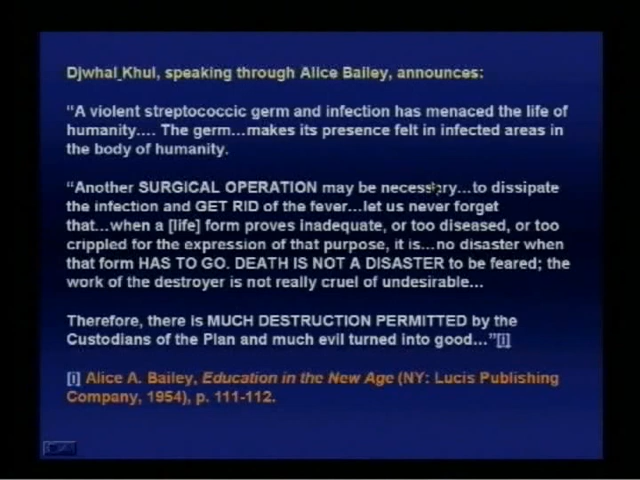 Djwhal Khul, speaking through Alice Bailey, announces:
“A violent streptococcic germ and infection has menaced the life of
humanity.... The germ...makes its presence felt in infected areas in
the body of humanity.
“Another SURGICAL OPERATION may be necessary...to dissipate
the infection and GET RID of the fever...let us never forget
that...when a [life] form proves inadequate, or too diseased, or too
crippled for the expression of that purpose, it is...no disaster when
that form HAS TO GO. DEATH IS NOT A DISASTER to be feared; the
work of the destroyer is not really cruel of undesirable...
Therefore, there is MUCH DESTRUCTION PERMITTED by the
Custodians of the Plan and much evil turned into good...”[i]
[i] Alice A. Bailey, Education in the New Age (NY: Lucis Publishing
Company, 1954), p. 111-112.